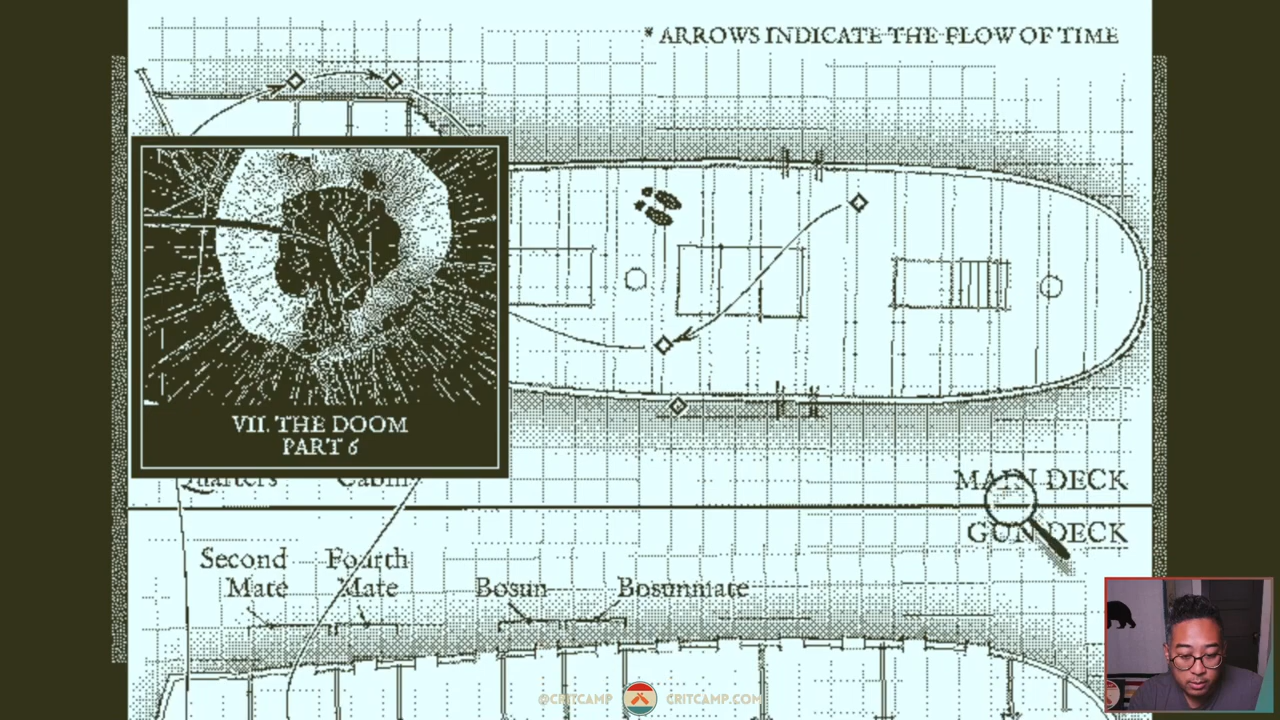 * ARROWS INDICATE THE FLOW OF TIME
VII. THE DOOM
PART 6
Quarters
Cabin
MAIN DECK
GUN DECK
Second
Mate
Fourth
Mate
Bosun
Bosunmate
@CRITCAMP
CRITCAMP.COM